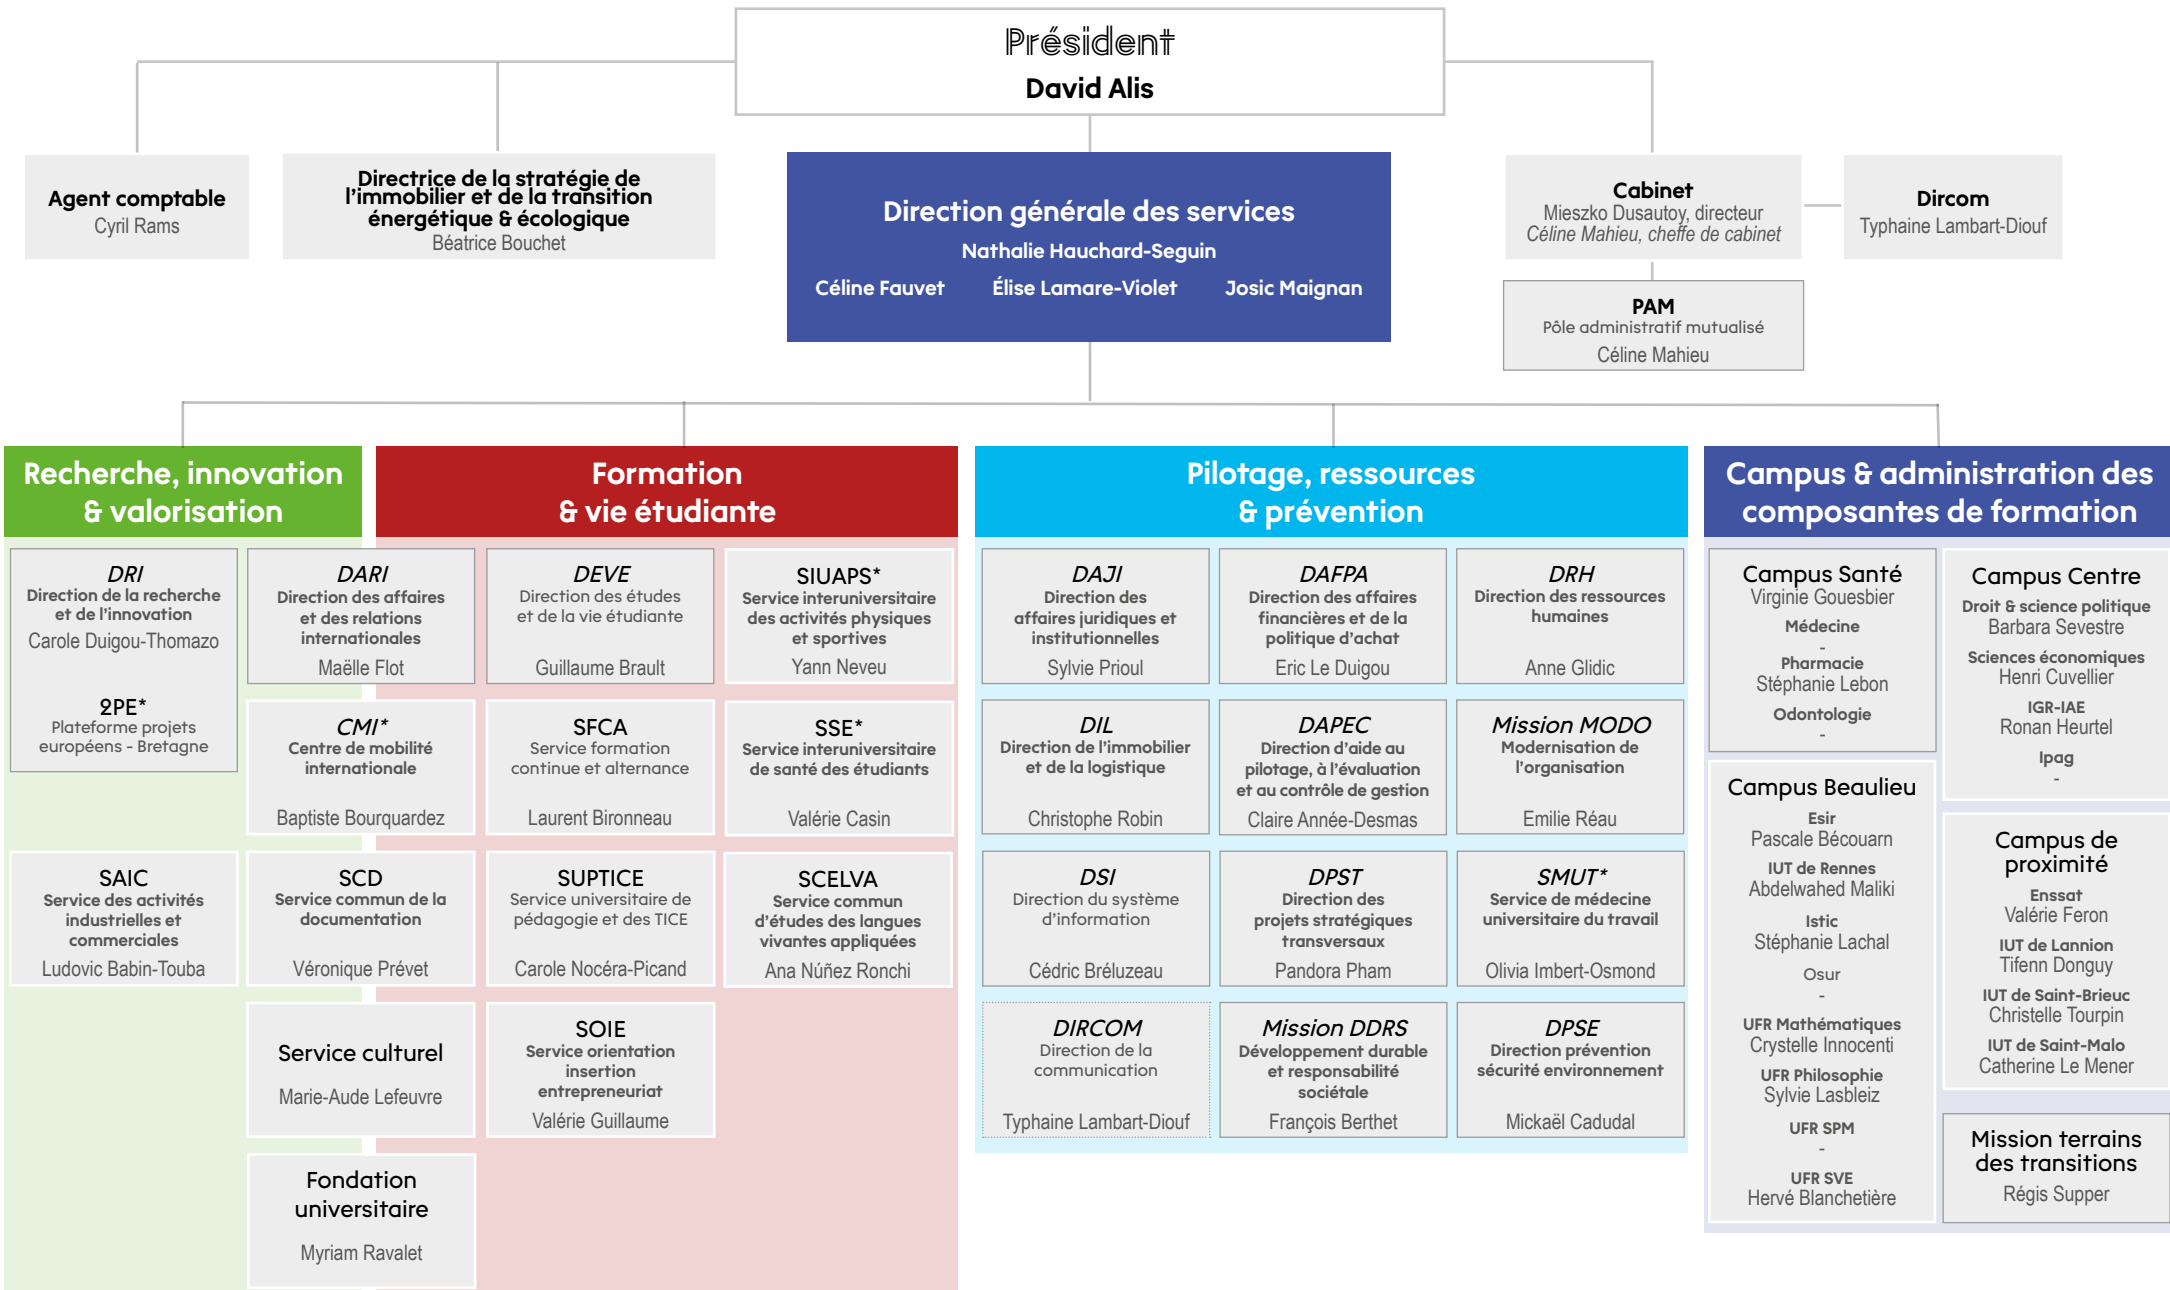 Président
David Alis
Agent comptable
Cyril Rams
Directrice de la stratégie de
l’immobilier et de la transition
énergétique & écologique
Béatrice Bouchet
Direction générale des services
Nathalie Hauchard-Seguin
Céline Fauvet Élise Lamare-Violet Josic Maignan
Cabinet
Mieszko Dusautoy, directeur
Céline Mahieu, cheffe de cabinet
Dircom
Typhaine Lambart-Diouf
PAM
Pôle administratif mutualisé
Céline Mahieu
Recherche, innovation
& valorisation
Formation
& vie étudiante
Pilotage, ressources
& prévention
Campus & administration des
composantes de formation
DRI
Direction de la recherche
et de l’innovation
Carole Duigou-Thomazo
2PE*
Plateforme projets
européens - Bretagne
DARI
Direction des affaires
et des relations
internationales
Maëlle Flot
DEVE
Direction des études
et de la vie étudiante
Guillaume Brault
SIUAPS*
Service interuniversitaire
des activités physiques
et sportives
Yann Neveu
CMI*
Centre de mobilité
internationale
Baptiste Bourquardez
SFCA
Service formation
continue et alternance
Laurent Bironneau
SSE*
Service interuniversitaire
de santé des étudiants
Valérie Casin
SAIC
Service des activités
industrielles et
commerciales
Ludovic Babin-Touba
SCD
Service commun de la
documentation
Véronique Prévet
SUPTICE
Service universitaire de
pédagogie et des TICE
Carole Nocéra-Picand
SCELVA
Service commun
d’études des langues
vivantes appliquées
Ana Núñez Ronchi
Service culturel
Marie-Aude Lefeuvre
SOIE
Service orientation
insertion
entrepreneuriat
Valérie Guillaume
Fondation
universitaire
Myriam Ravalet
DAJI
Direction des
affaires juridiques et
institutionnelles
Sylvie Prioul
DAFPA
Direction des affaires
financières et de la
politique d’achat
Eric Le Duigou
DRH
Direction des ressources
humaines
Anne Glidic
DIL
Direction de l’immobilier
et de la logistique
Christophe Robin
DAPEC
Direction d’aide au
pilotage, à l’évaluation
et au contrôle de gestion
Claire Année-Desmas
Mission MODO
Modernisation de
l’organisation
Emilie Réau
DSI
Direction du système
d’information
Cédric Bréluzeau
DPST
Direction des
projets stratégiques
transversaux
Pandora Pham
SMUT*
Service de médecine
universitaire du travail
Olivia Imbert-Osmond
DIRCOM
Direction de la
communication
Typhaine Lambart-Diouf
Mission DDRS
Développement durable
et responsabilité
sociétale
François Berthet
DPSE
Direction prévention
sécurité environnement
Mickaël Cadudal
Campus Santé
Virginie Gouesbier
Médecine
-
Pharmacie
Stéphanie Lebon
Odontologie
-
Campus Beaulieu
Esir
Pascale Bécouarn
IUT de Rennes
Abdelwahed Maliki
Istic
Stéphanie Lachal
Osur
-
UFR Mathématiques
Crystelle Innocenti
UFR Philosophie
Sylvie Lasbleiz
UFR SPM
-
UFR SVE
Hervé Blanchetière
Campus Centre
Droit & science politique
Barbara Sevestre
Sciences économiques
Henri Cuvellier
IGR-IAE
Ronan Heurtel
Ipag
-
Campus de
proximité
Enssat
Valérie Feron
IUT de Lannion
Tifenn Donguy
IUT de Saint-Brieuc
Christelle Tourpin
IUT de Saint-Malo
Catherine Le Mener
Mission terrains
des transitions
Régis Supper